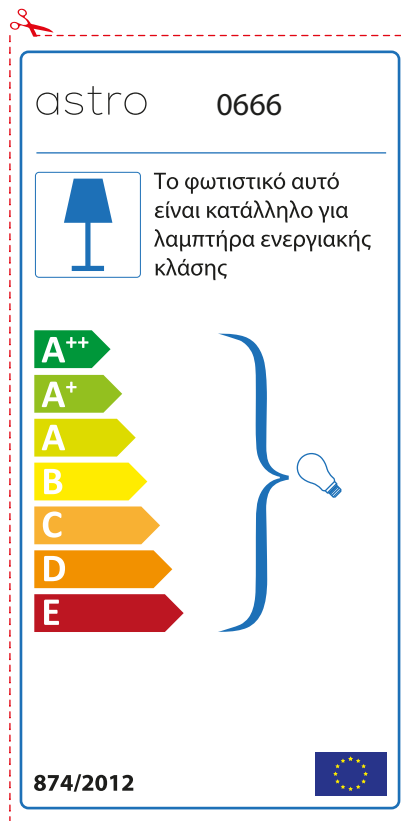 astro 0666
Το φωτιστικό αυτό
είναι κατάλληλο για
λαμπτήρα ενεργιακής
κλάσης
A++
A+
A
B
C
D
E
874/2012